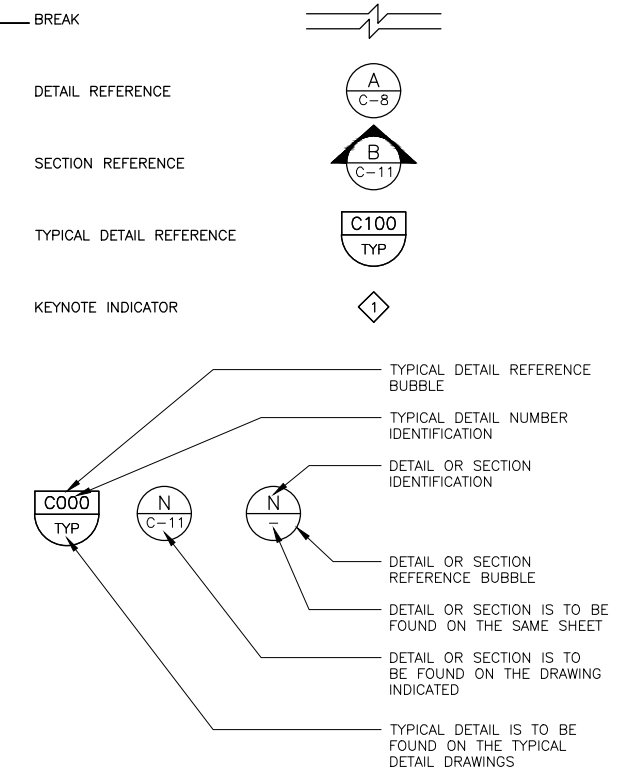 BREAK
DETAIL REFERENCE
A
C-8
SECTION REFERENCE
B
C-11
TYPICAL DETAIL REFERENCE
C100
TYP
KEYNOTE INDICATOR
1
TYPICAL DETAIL REFERENCE
BUBBLE
TYPICAL DETAIL NUMBER
IDENTIFICATION
DETAIL OR SECTION
IDENTIFICATION
C000
TYP
N
C-11
N
-
DETAIL OR SECTION
REFERENCE BUBBLE
DETAIL OR SECTION IS TO BE
FOUND ON THE SAME SHEET
DETAIL OR SECTION IS TO
BE FOUND ON THE DRAWING
INDICATED
TYPICAL DETAIL IS TO BE
FOUND ON THE TYPICAL
DETAIL DRAWINGS